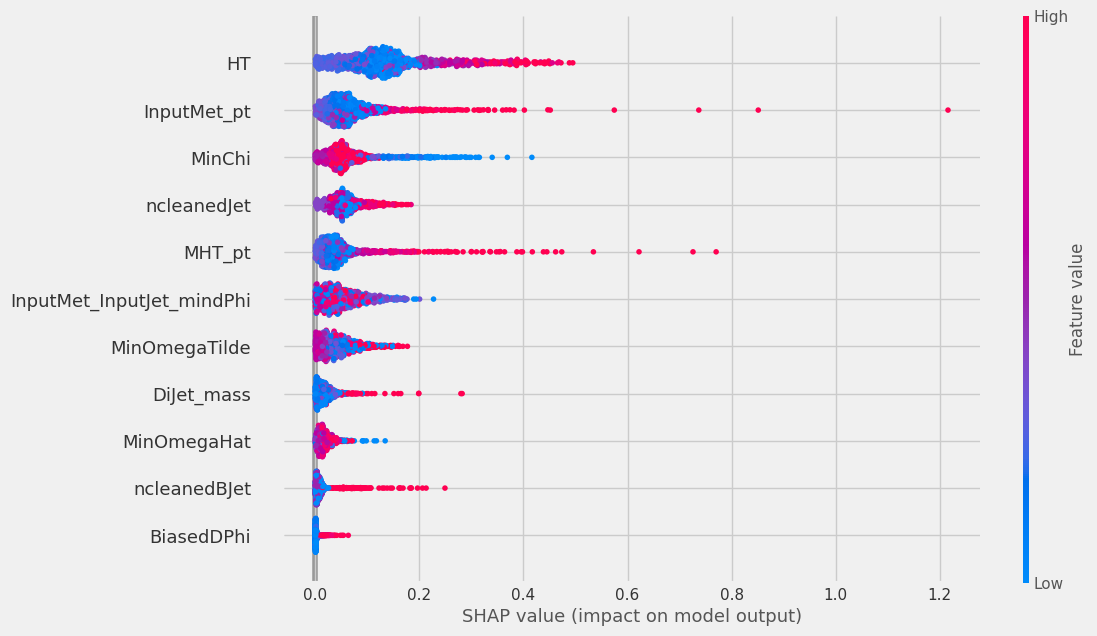 High
HT
InputMet_pt
MinChi
ncleanedJet
MHT_pt
InputMet_InputJet_mindPhi
MinOmegaTilde
DiJet_mass
MinOmegaHat
ncleanedBJet
BiasedDPhi
Feature value
Low
0.0 0.2 0.4 0.6 0.8 1.0 1.2
SHAP value (impact on model output)